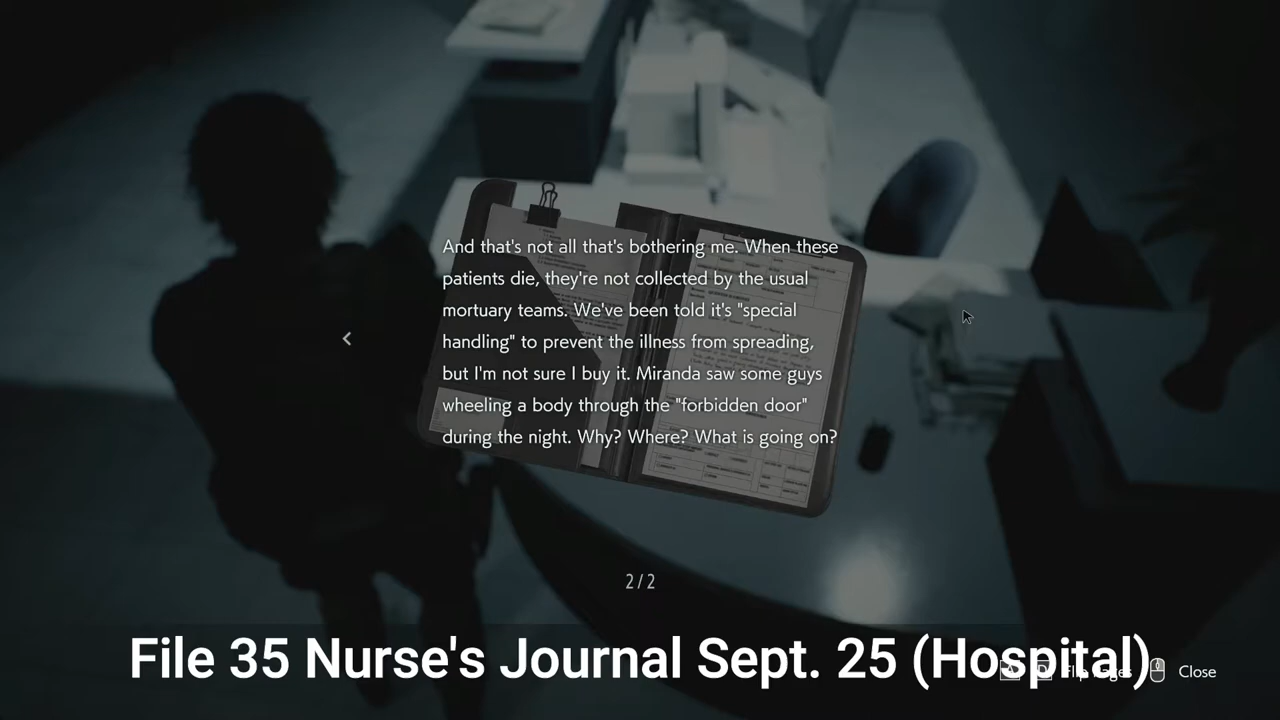 And that's not all that's bothering me. When these
patients die, they're not collected by the usual
mortuary teams. We've been told it's "special
handling" to prevent the illness from spreading,
but I'm not sure I buy it. Miranda saw some guys
wheeling a body through the "forbidden door"
during the night. Why? Where? What is going on?
2/2
File 35 Nurse's Journal Sept. 25 (Hospital)
Close